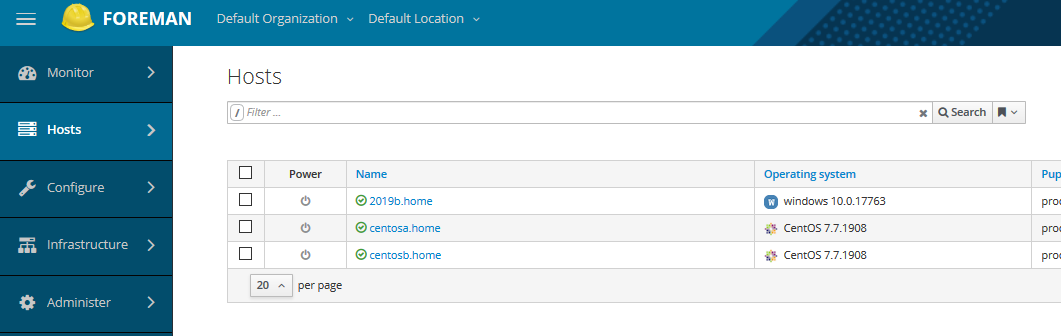 FOREMAN Default Organization Default Location
Monitor
Hosts
Configure
Infrastructure
Administer
Hosts
/ Filter ... Search
Power Name Operating system Pup
2019b.home W windows 10.0.17763 prod
centosa.home CentOS 7.7.1908 prod
centosb.home CentOS 7.7.1908 prod
20 per page